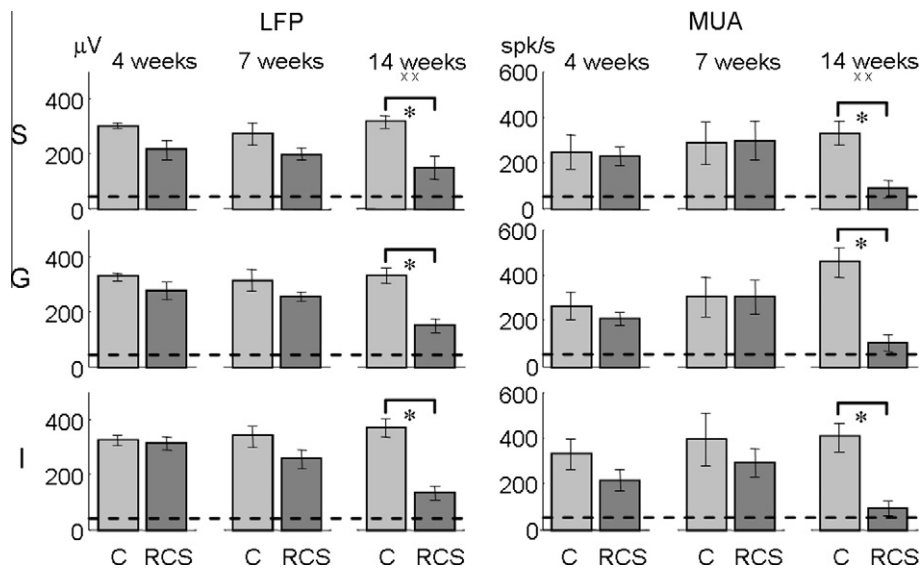 LFP MUA
μV 4 weeks 7 weeks 14 weeks spk/s 4 weeks 7 weeks 14 weeks
xx 600 xx
S 400 * 400 *
200 200
0 0
600
G 400 * 400 *
200 200
0 0
600
I 400 * 400 *
200 200
0 0
C RCS C RCS C RCS C RCS C RCS C RCS